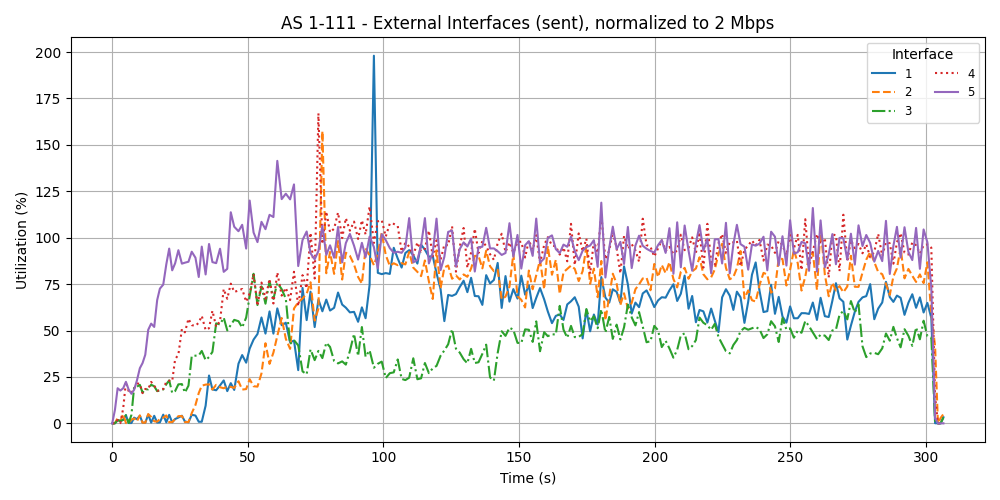 AS 1-111 - External Interfaces (sent), normalized to 2 Mbps
Interface
1 4
2 5
3
200
175
150
125
100
75
50
25
0
Utilization (%)
0 50 100 150 200 250 300
Time (s)